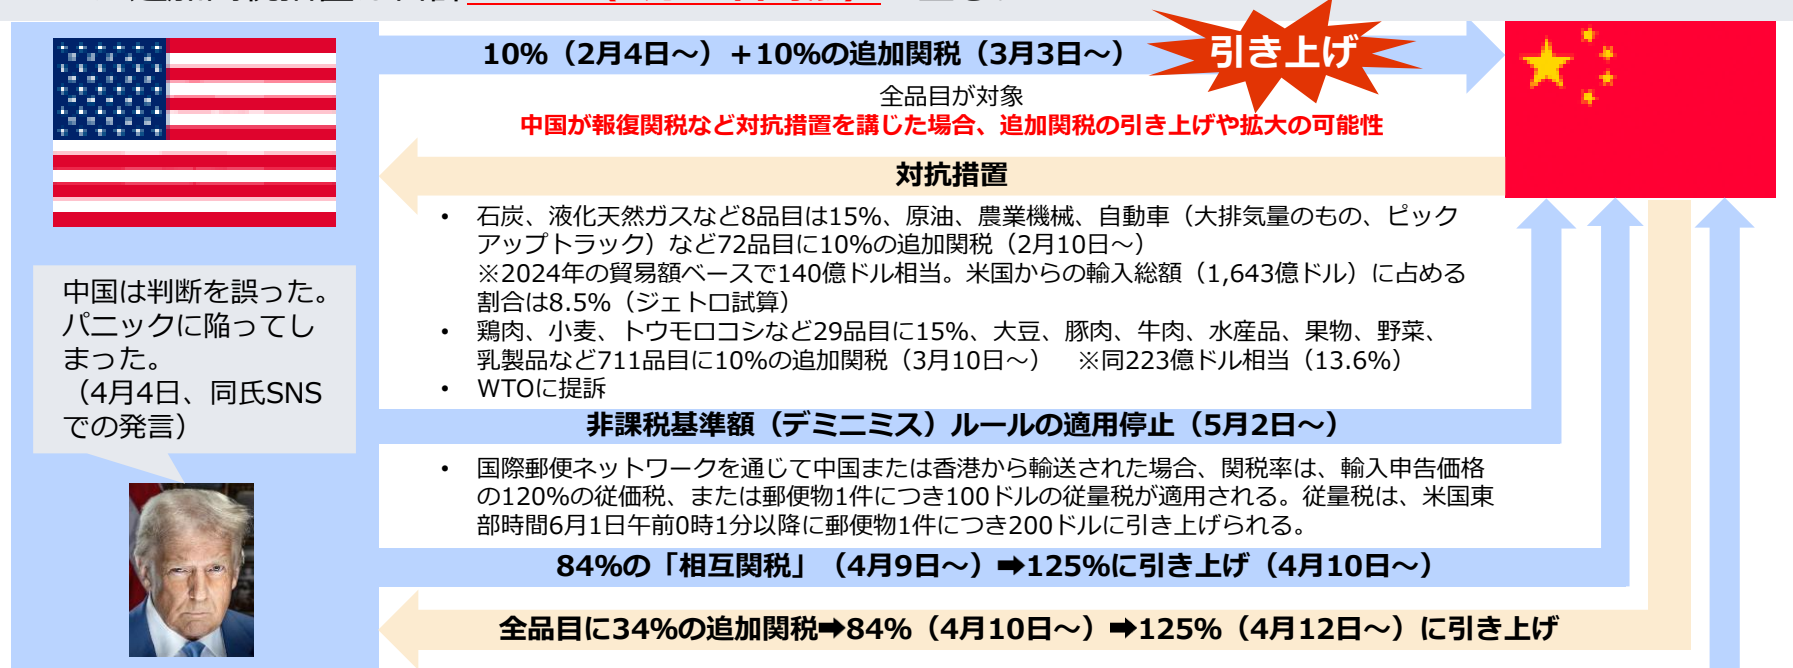 10%（2月4日～）＋10%の追加関税（3月3日～）
引き上げ
全品目が対象
中国が報復関税など対抗措置を講じた場合、追加関税の引き上げや拡大の可能性
対抗措置
• 石炭、液化天然ガスなど8品目は15%、原油、農業機械、自動車（大排気量のもの、ピック
アップトラック）など72品目に10%の追加関税（2月10日～）
※2024年の貿易額ベースで140億ドル相当。米国からの輸入総額（1,643億ドル）に占める
割合は8.5%（ジェトロ試算）
• 鶏肉、小麦、トウモロコシなど29品目に15%、大豆、豚肉、牛肉、水産品、果物、野菜、
乳製品など711品目に10%の追加関税（3月10日～）　※同223億ドル相当（13.6%）
• WTOに提訴
中国は判断を誤った。
パニックに陥ってし
まった。
（4月4日、同氏SNS
での発言）
非課税基準額（デミニミス）ルールの適用停止（5月2日～）
• 国際郵便ネットワークを通じて中国または香港から輸送された場合、関税率は、輸入申告価格
の120%の従価税、または郵便物1件につき100ドルの従量税が適用される。従量税は、米国東
部時間6月1日午前0時1分以降に郵便物1件につき200ドルに引き上げられる。
84%の「相互関税」（4月9日～）➡125%に引き上げ（4月10日～）
全品目に34%の追加関税➡84%（4月10日～）➡125%（4月12日～）に引き上げ